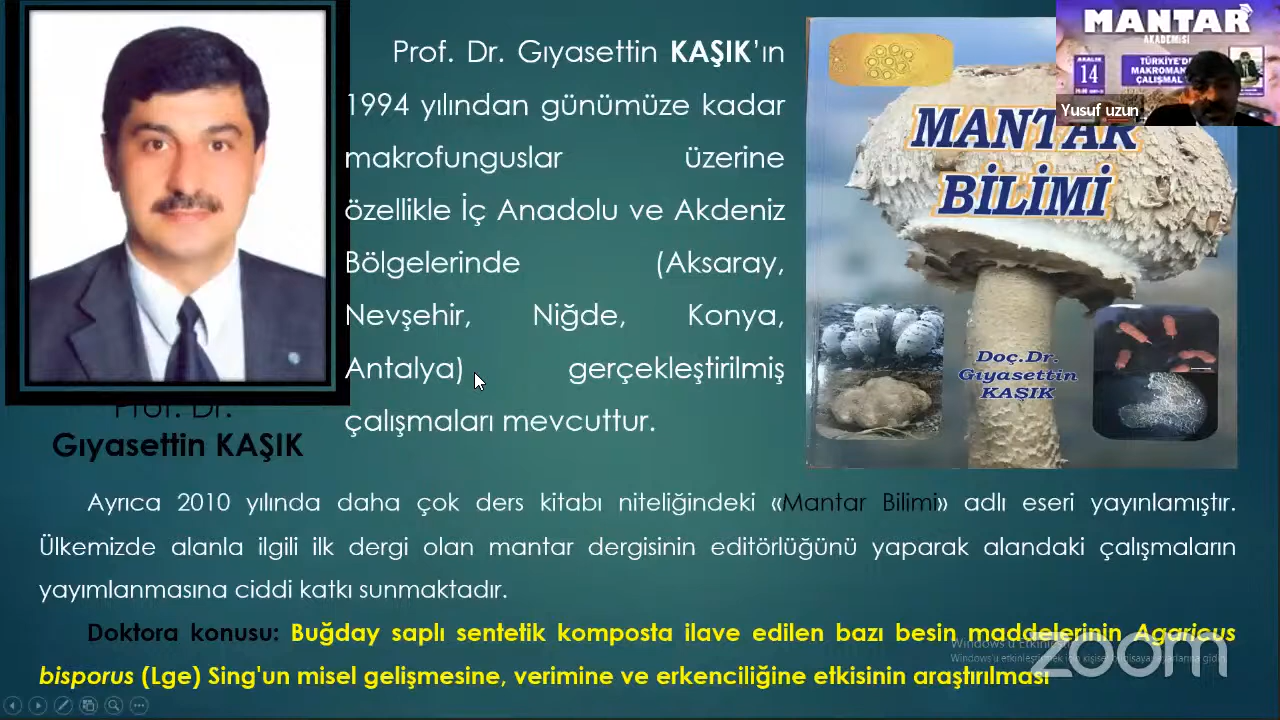 Prof. Dr. Gıyasettin KAŞIK'ın
1994 yılından günümüze kadar
makrofunguslar üzerine
özellikle İç Anadolu ve Akdeniz
Bölgelerinde (Aksaray,
Nevşehir, Niğde, Konya,
Antalya) gerçekleştirilmiş
çalışmaları mevcuttur.
Prof. Dr.
Gıyasettin KAŞIK
MANTAR
BİLİMİ
Doç.Dr.
Gıyasettin
KAŞIK
MANTAR
AKADEMİSİ
ARALIK
14
TÜRKİYE'DE
Yusuf uzun
Ayrıca 2010 yılında daha çok ders kitabı niteliğindeki «Mantar Bilimi» adlı eseri yayınlamıştır.
Ülkemizde alanla ilgili ilk dergi olan mantar dergisinin editörlüğünü yaparak alandaki çalışmaların
yayımlanmasına ciddi katkı sunmaktadır.
Doktora konusu: Buğday saplı sentetik komposta ilave edilen bazı besin maddelerinin Agaricus
bisporus (Lge) Sing'un misel gelişmesine, verimine ve erkenciliğine etkisinin araştırılması
zoom